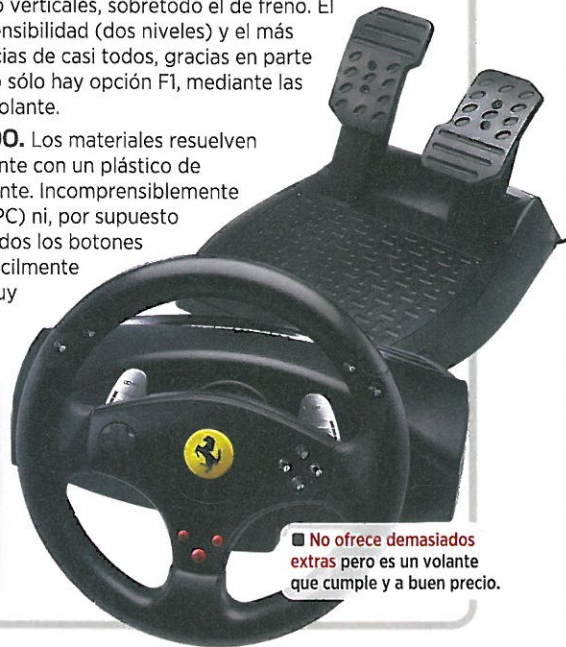 verticales, sobretodo el de freno. El
ensibilidad (dos niveles) y el más
cias de casi todos, gracias en parte
sólo hay opción F1, mediante las
olante.
OO. Los materiales resuelven
nte con un plástico de
nte. Incomprensiblemente
PC) ni, por supuesto
dos los botones
cilmente
uy
No ofrece demasiados
extras pero es un volante
que cumple y a buen precio.